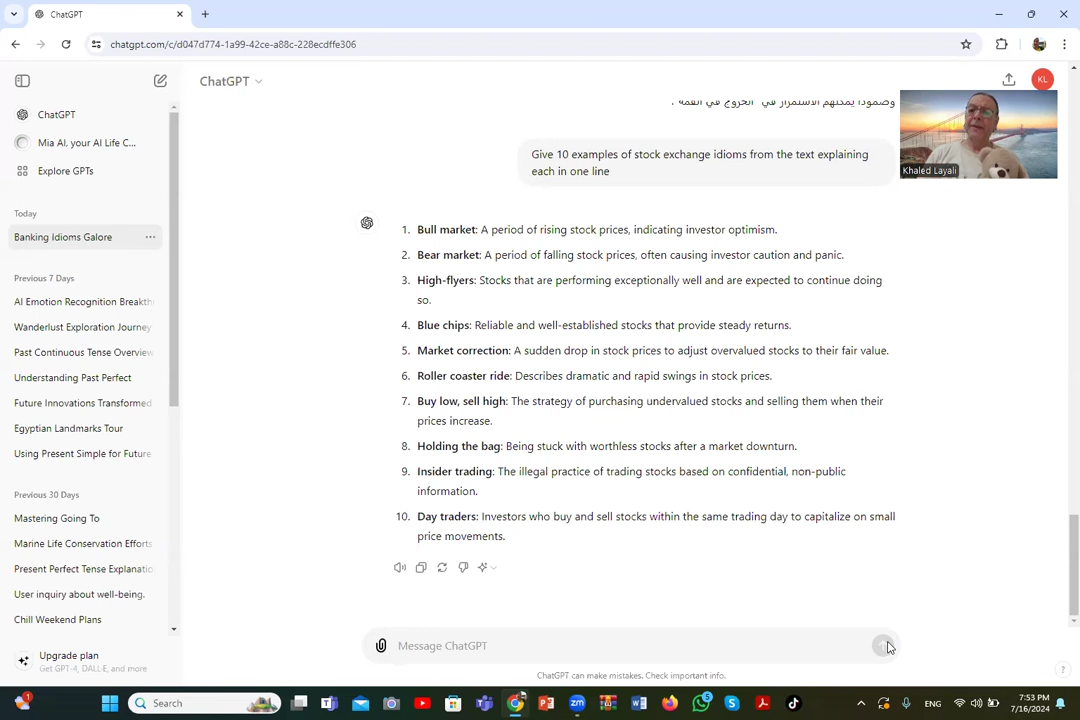 ChatGPT
chatgpt.com/c/d047d774-1a99-42ce-a88c-228ecdffe306
ChatGPT
KL
ChatGPT
Mia AI, your AI Life C...
Explore GPTs
Today
Banking Idioms Galore
Previous 7 Days
AI Emotion Recognition Breakth
Wanderlust Exploration Journey
Past Continuous Tense Overview
Understanding Past Perfect
Future Innovations Transformed
Egyptian Landmarks Tour
Using Present Simple for Future
Previous 30 Days
Mastering Going To
Marine Life Conservation Efforts
Present Perfect Tense Explanatio
User inquiry about well-being.
Chill Weekend Plans
Upgrade plan
Get GPT-4, DALL·E, and more
وصمودًا يمكنهم الاستمرار في "الخروج في القمة".
Khaled Layali
Give 10 examples of stock exchange idioms from the text explaining
each in one line
1. Bull market: A period of rising stock prices, indicating investor optimism.
2. Bear market: A period of falling stock prices, often causing investor caution and panic.
3. High-flyers: Stocks that are performing exceptionally well and are expected to continue doing
so.
4. Blue chips: Reliable and well-established stocks that provide steady returns.
5. Market correction: A sudden drop in stock prices to adjust overvalued stocks to their fair value.
6. Roller coaster ride: Describes dramatic and rapid swings in stock prices.
7. Buy low, sell high: The strategy of purchasing undervalued stocks and selling them when their
prices increase.
8. Holding the bag: Being stuck with worthless stocks after a market downturn.
9. Insider trading: The illegal practice of trading stocks based on confidential, non-public
information.
10. Day traders: Investors who buy and sell stocks within the same trading day to capitalize on small
price movements.
Message ChatGPT
ChatGPT can make mistakes. Check important info.
?
1
Search
5
ENG
7:53 PM
7/16/2024